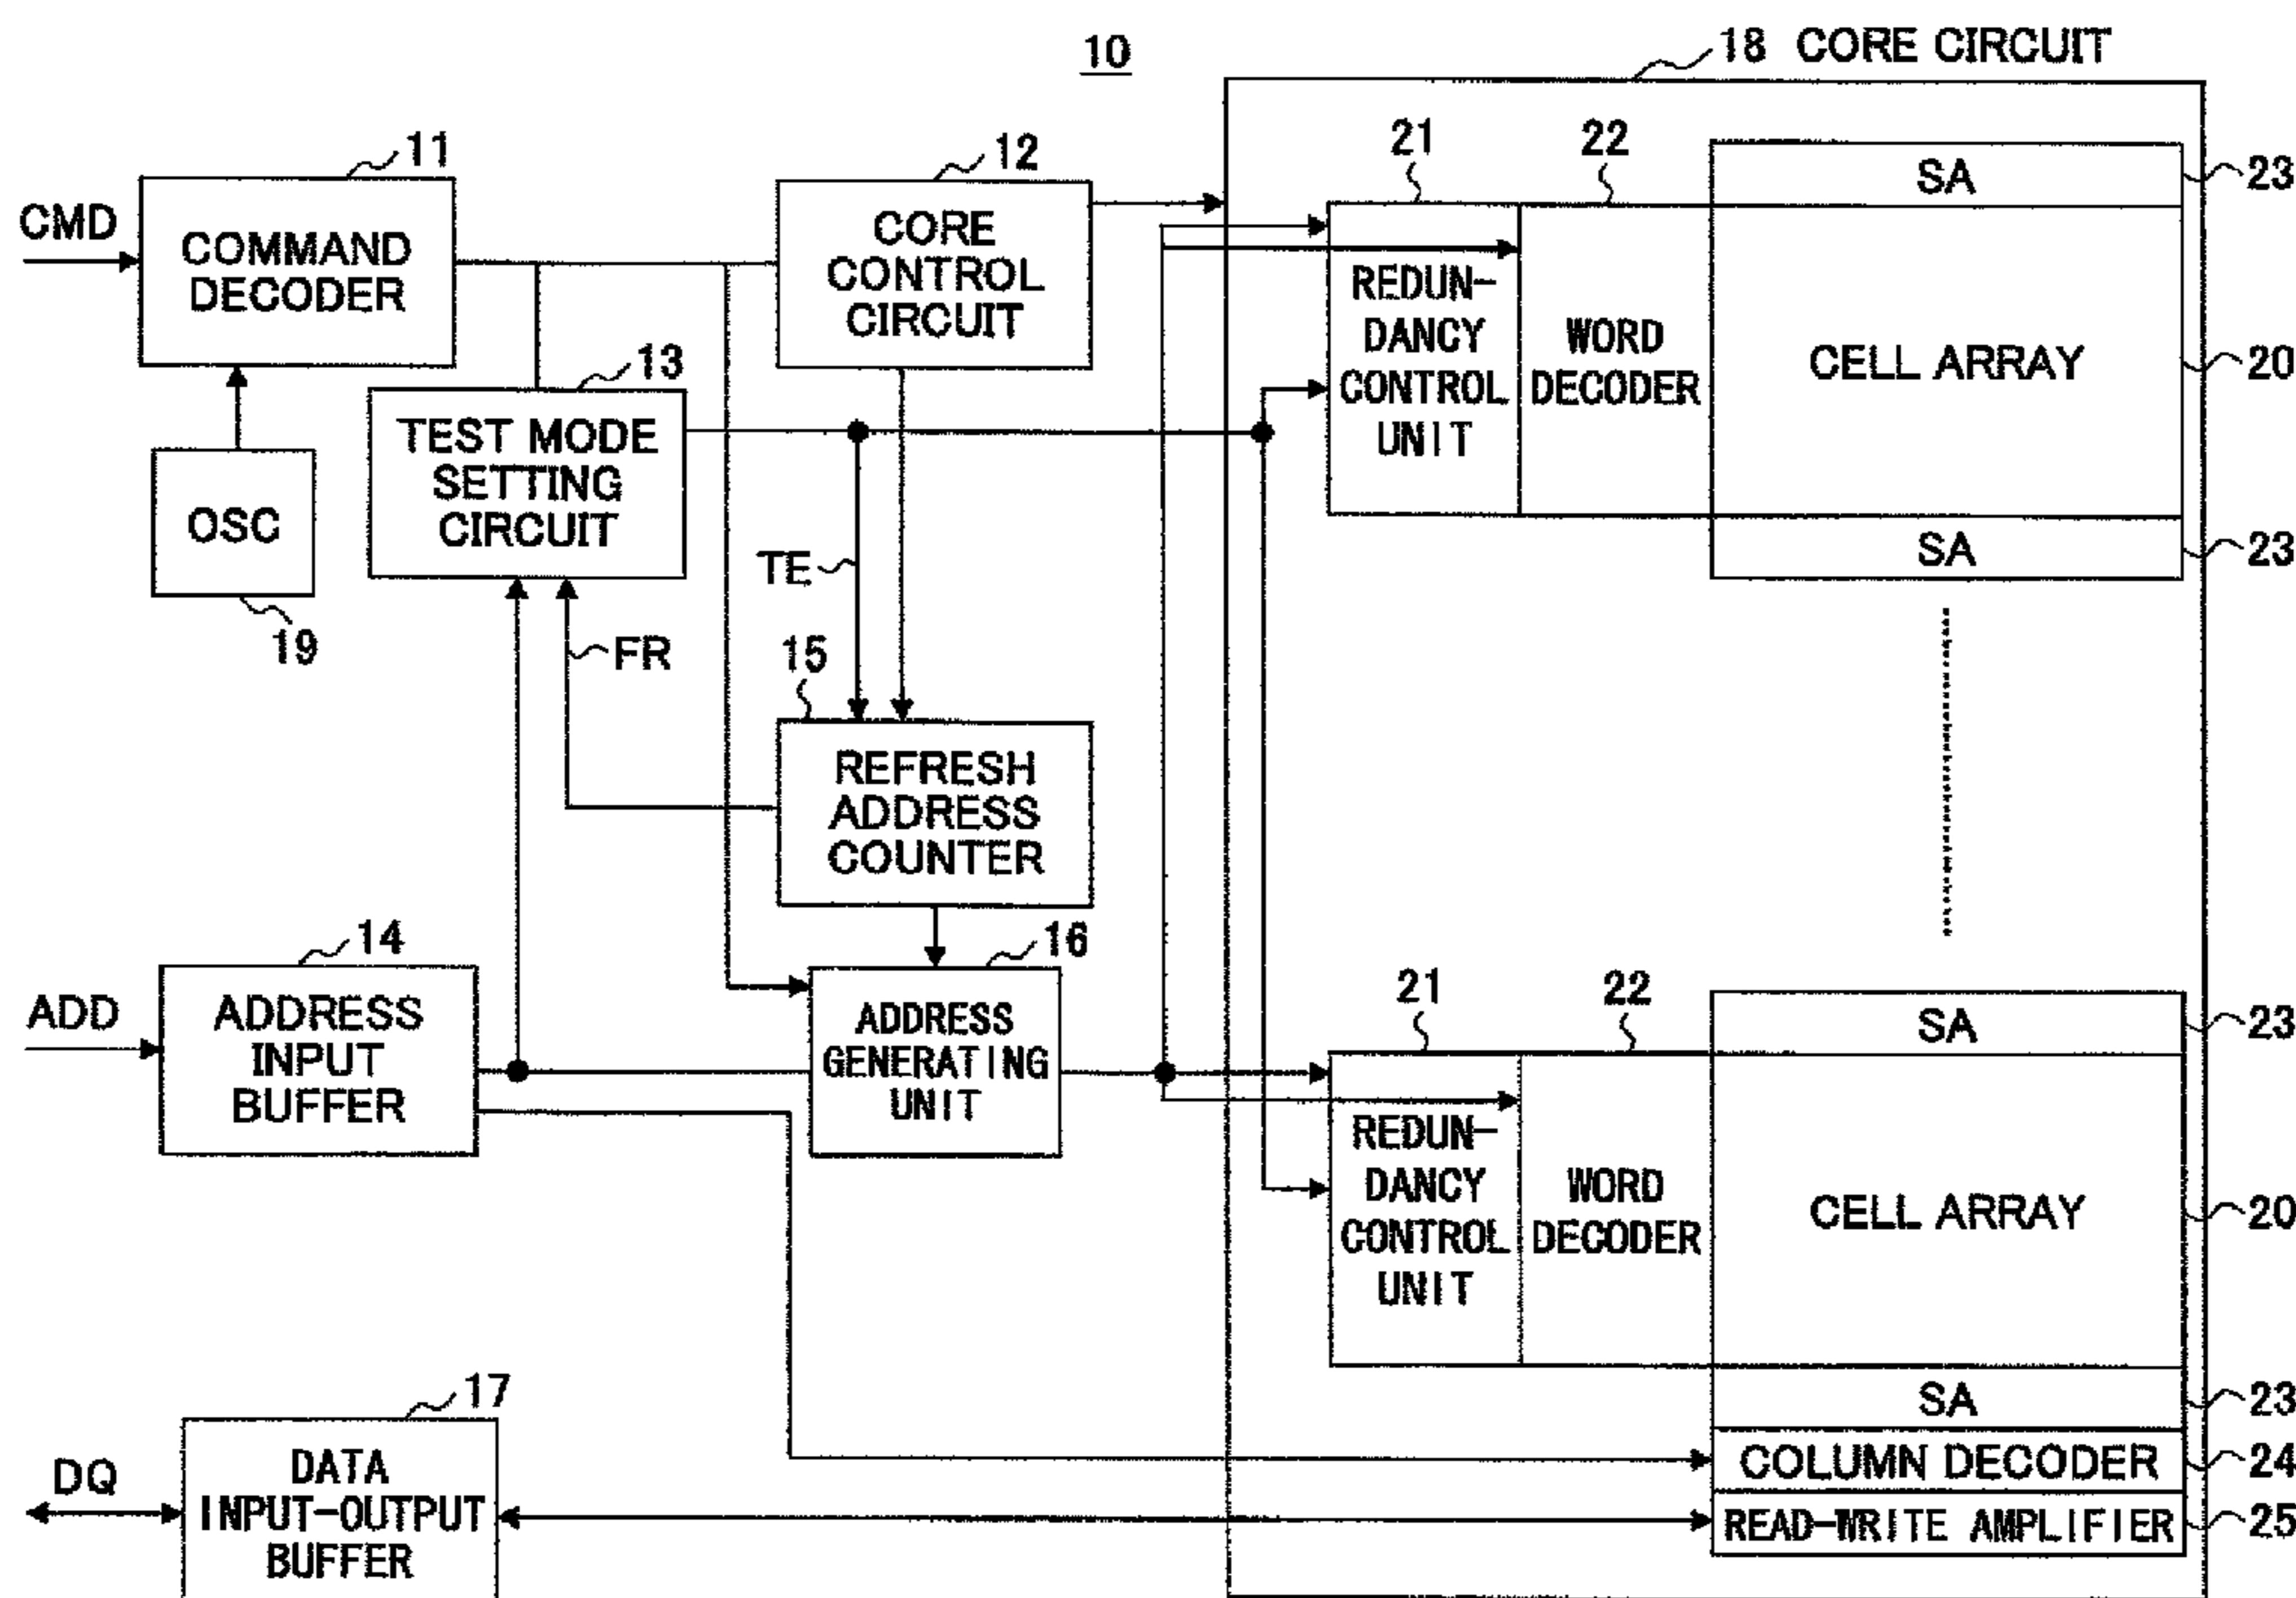 10
18 CORE CIRCUIT
11
CMD
COMMAND
DECODER
12
CORE
CONTROL
CIRCUIT
21
22
SA
23
REDUN-
DANCY
CONTROL
UNIT
WORD
DECODER
CELL ARRAY
20
SA
23
13
TEST MODE
SETTING
CIRCUIT
OSC
19
TE
FR
15
REFRESH
ADDRESS
COUNTER
14
ADD
ADDRESS
INPUT
BUFFER
16
ADDRESS
GENERATING
UNIT
21
22
SA
23
REDUN-
DANCY
CONTROL
UNIT
WORD
DECODER
CELL ARRAY
20
SA
23
COLUMN DECODER
24
READ-WRITE AMPLIFIER
25
17
DQ
DATA
INPUT-OUTPUT
BUFFER